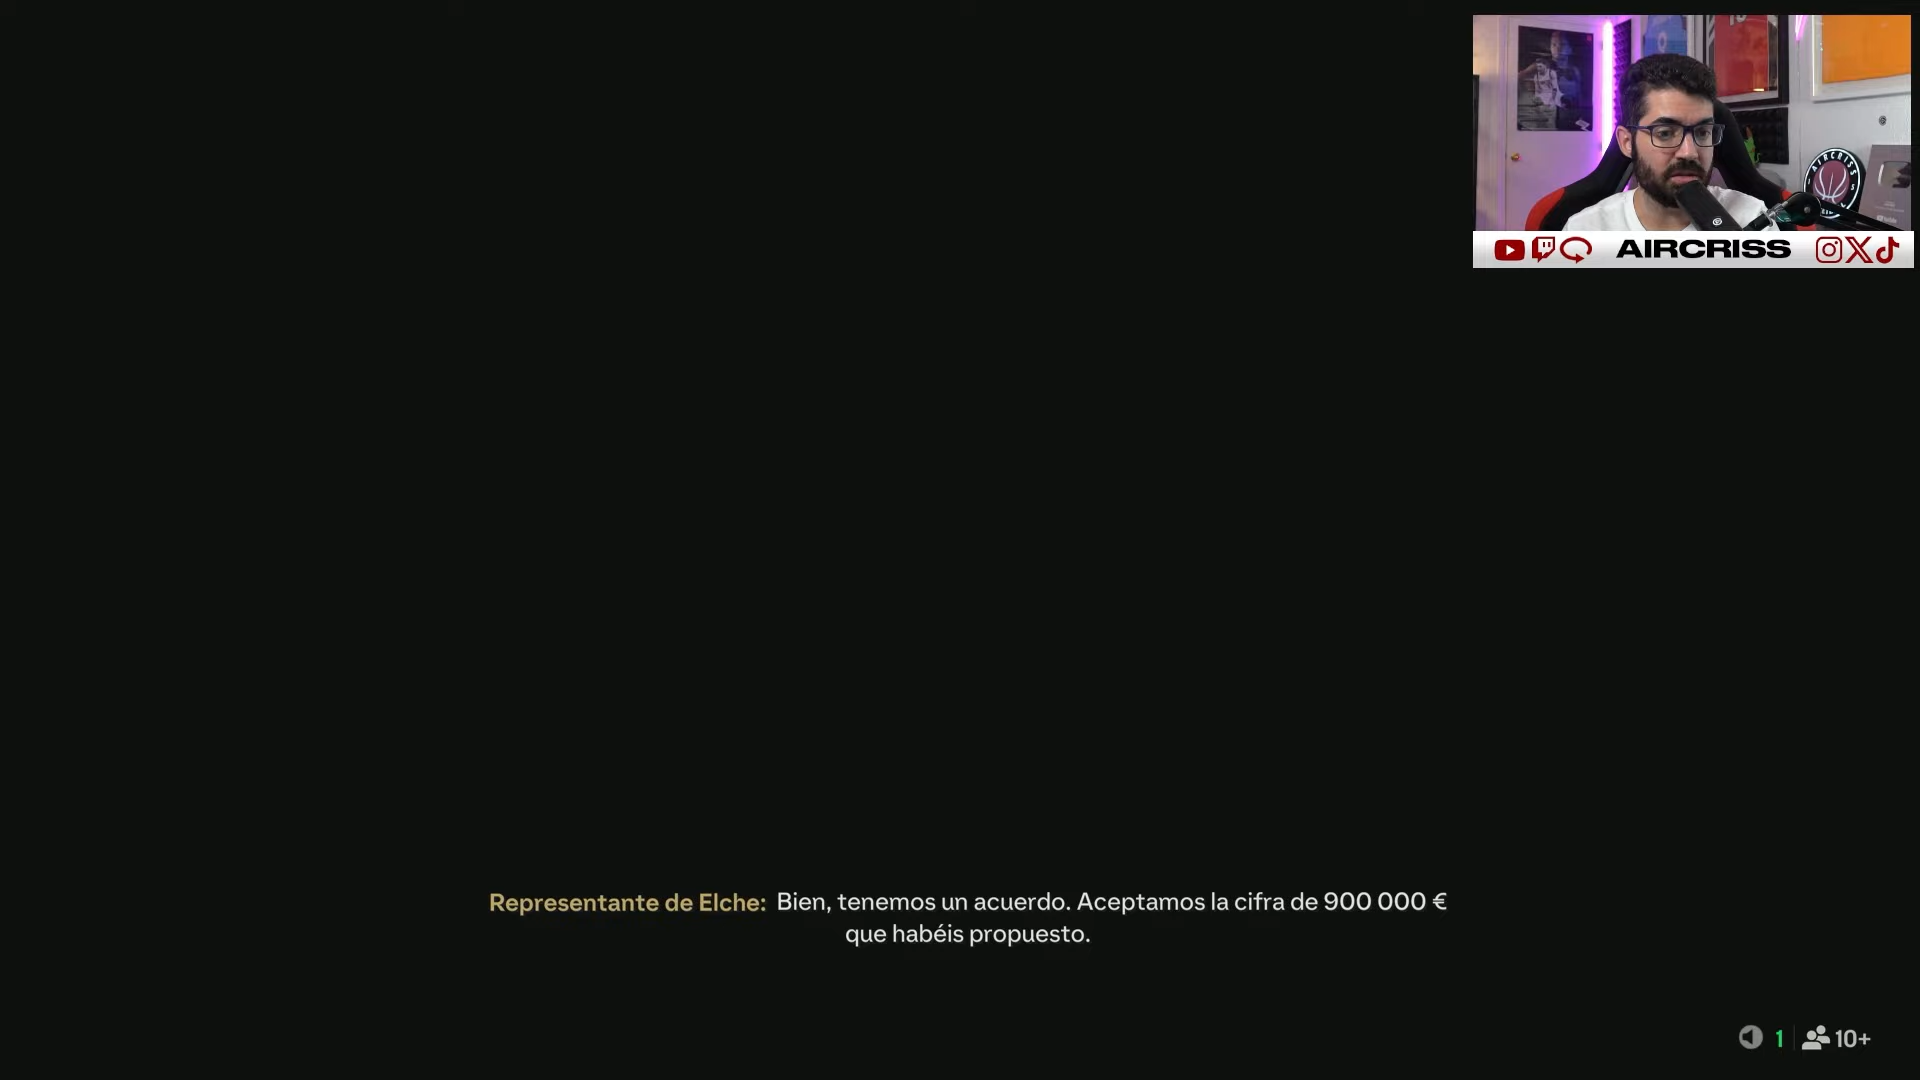 AIRCRISS
AIRCRISS
Representante de Elche: Bien, tenemos un acuerdo. Aceptamos la cifra de 900 000 €
que habéis propuesto.
1
10+